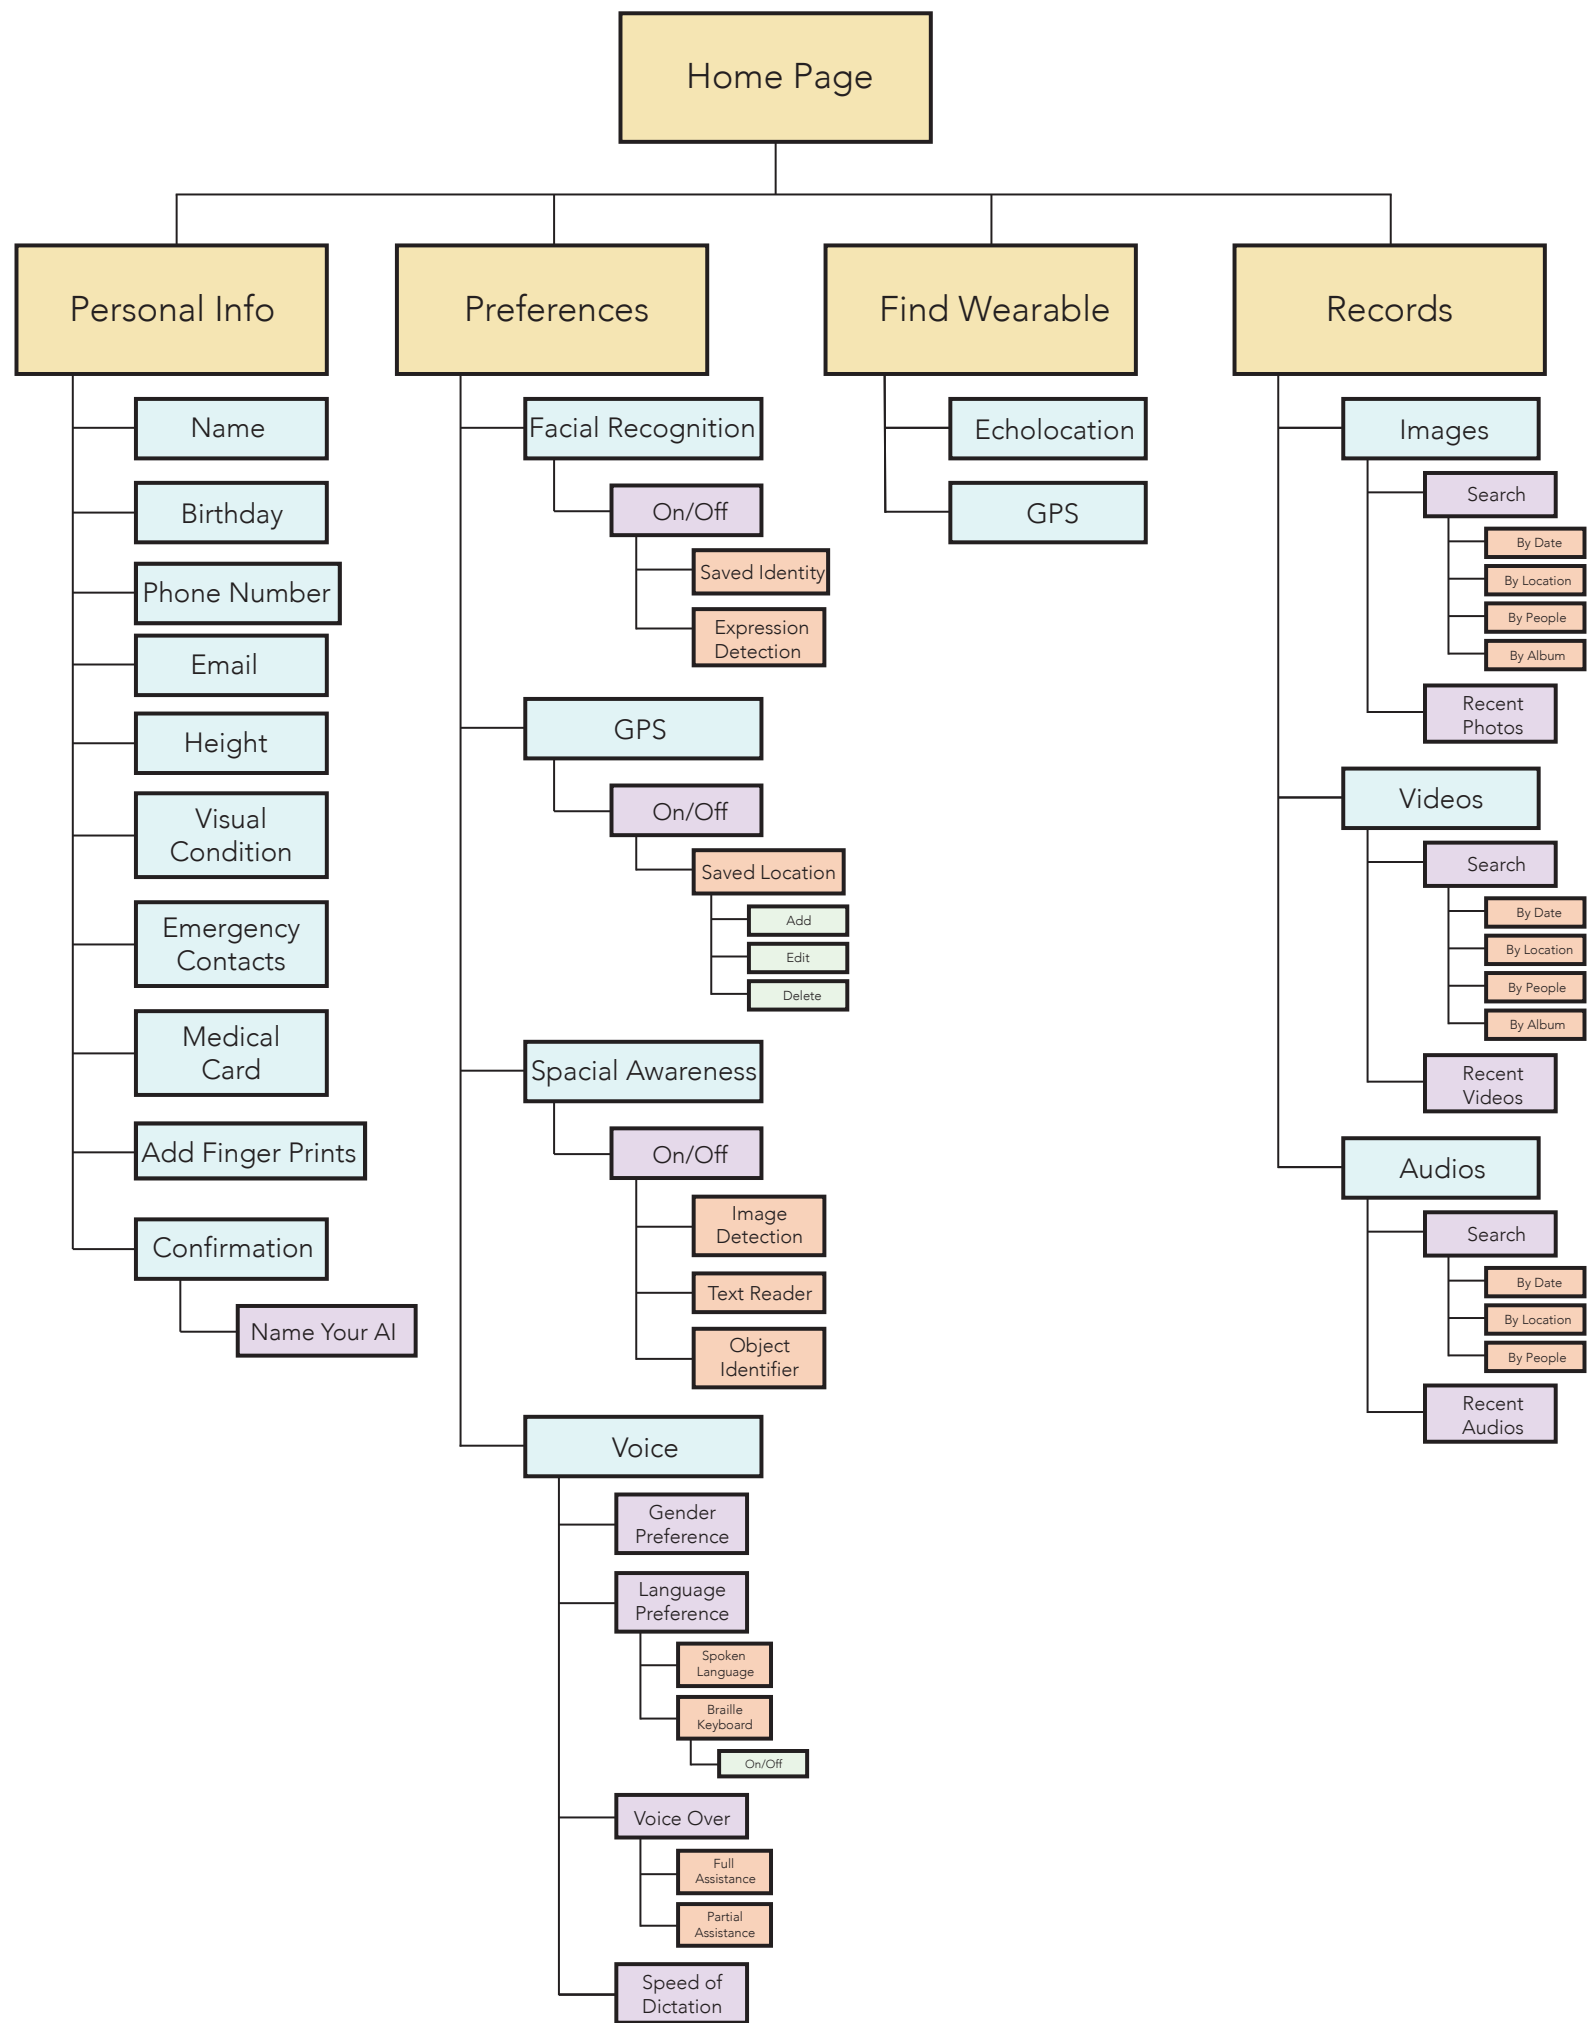 Home Page
Personal Info
Name
Birthday
Phone Number
Email
Height
Visual
Condition
Emergency
Contacts
Medical
Card
Add Finger Prints
Confirmation
Name Your AI
Preferences
Facial Recognition
On/Off
Saved Identity
Expression
Detection
GPS
On/Off
Saved Location
Add
Edit
Delete
Spacial Awareness
On/Off
Image
Detection
Text Reader
Object
Identifier
Voice
Gender
Preference
Language
Preference
Spoken
Language
Braille
Keyboard
On/Off
Voice Over
Full
Assistance
Partial
Assistance
Speed of
Dictation
Find Wearable
Echolocation
GPS
Records
Images
Search
By Date
By Location
By People
By Album
Recent
Photos
Videos
Search
By Date
By Location
By People
By Album
Recent
Videos
Audios
Search
By Date
By Location
By People
Recent
Audios